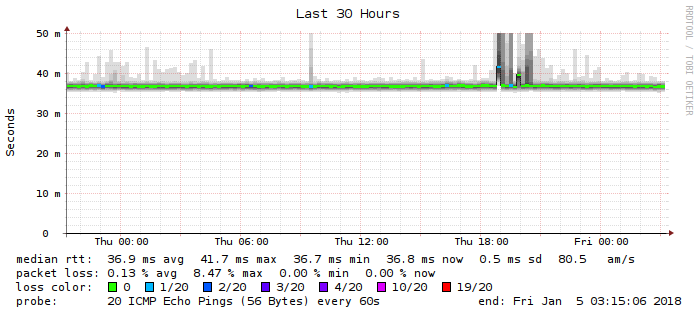 Last 30 Hours
RRDTOOL / TOBI OETIKER
Seconds
50 m
40 m
30 m
20 m
10 m
0
Thu 00:00 Thu 06:00 Thu 12:00 Thu 18:00 Fri 00:00
median rtt: 36.9 ms avg 41.7 ms max 36.7 ms min 36.8 ms now 0.5 ms sd 80.5 am/s
packet loss: 0.13 % avg 8.47 % max 0.00 % min 0.00 % now
loss color: 0 1/20 2/20 3/20 4/20 10/20 19/20
probe: 20 ICMP Echo Pings (56 Bytes) every 60s end: Fri Jan 5 03:15:06 2018